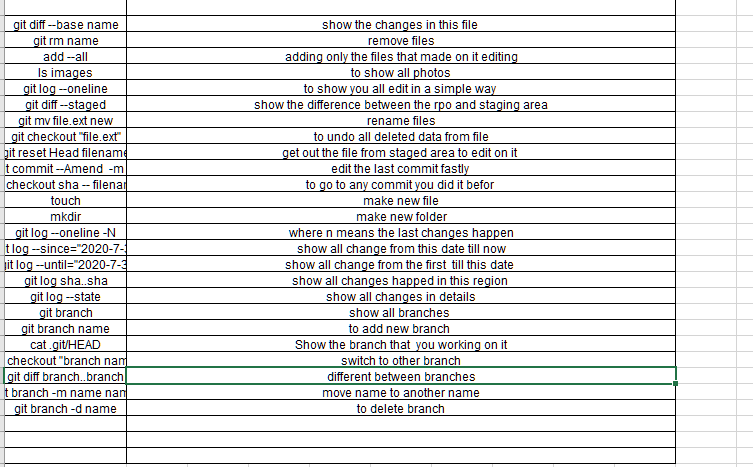 git diff --base name show the changes in this file
git rm name remove files
add --all adding only the files that made on it editing
ls images to show all photos
git log --oneline to show you all edit in a simple way
git diff --staged show the difference between the rpo and staging area
git mv file.ext new rename files
git checkout "file.ext" to undo all deleted data from file
git reset Head filename get out the file from staged area to edit on it
t commit --Amend -m edit the last commit fastly
checkout sha -- filenar to go to any commit you did it befor
touch make new file
mkdir make new folder
git log --oneline -N where n means the last changes happen
t log --since="2020-7- show all change from this date till now
git log --until="2020-7-3 show all change from the first till this date
git log sha..sha show all changes happed in this region
git log --state show all changes in details
git branch show all branches
git branch name to add new branch
cat .git/HEAD Show the branch that you working on it
checkout "branch nam switch to other branch
git diff branch..branch different between branches
t branch -m name nam move name to another name
git branch -d name to delete branch